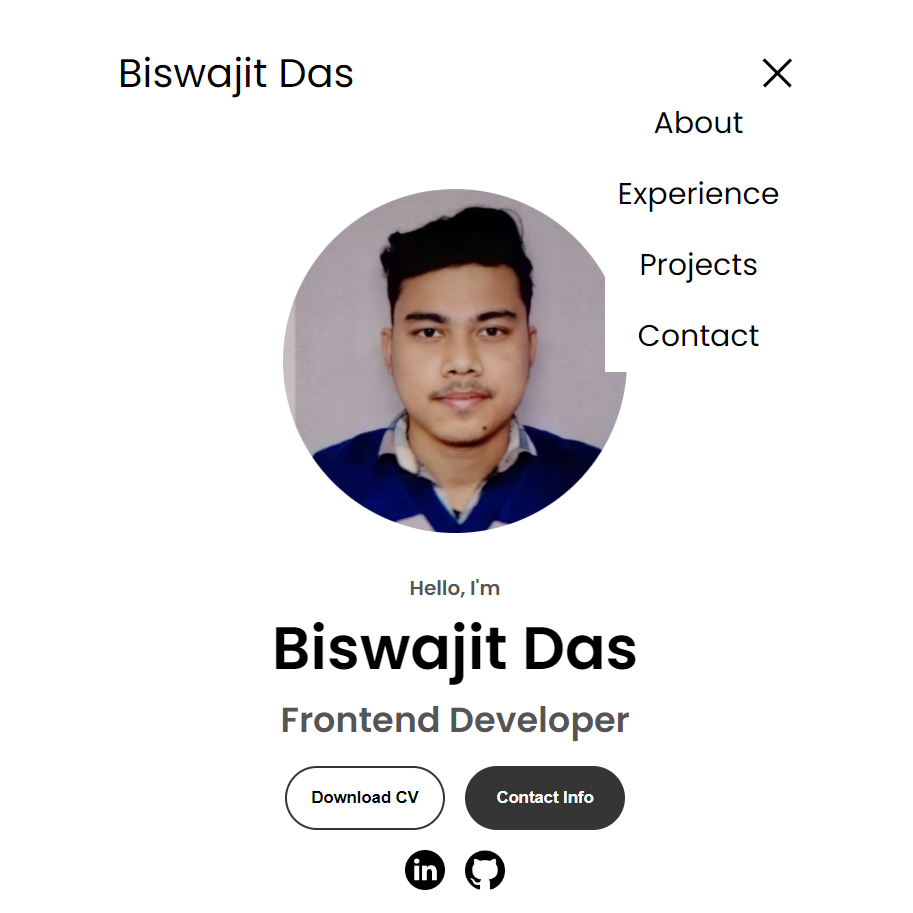 Biswajit Das
About
Experience
Projects
Contact
Hello, I'm
Biswajit Das
Frontend Developer
Download CV
Contact Info
in